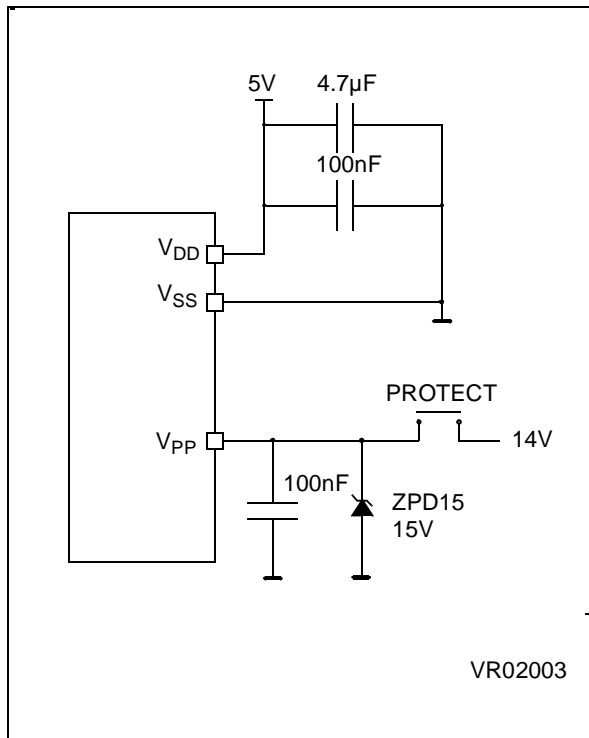 5V 4.7µF
100nF
VDD
VSS
PROTECT
VPP
14V
100nF
ZPD15
15V
VR02003